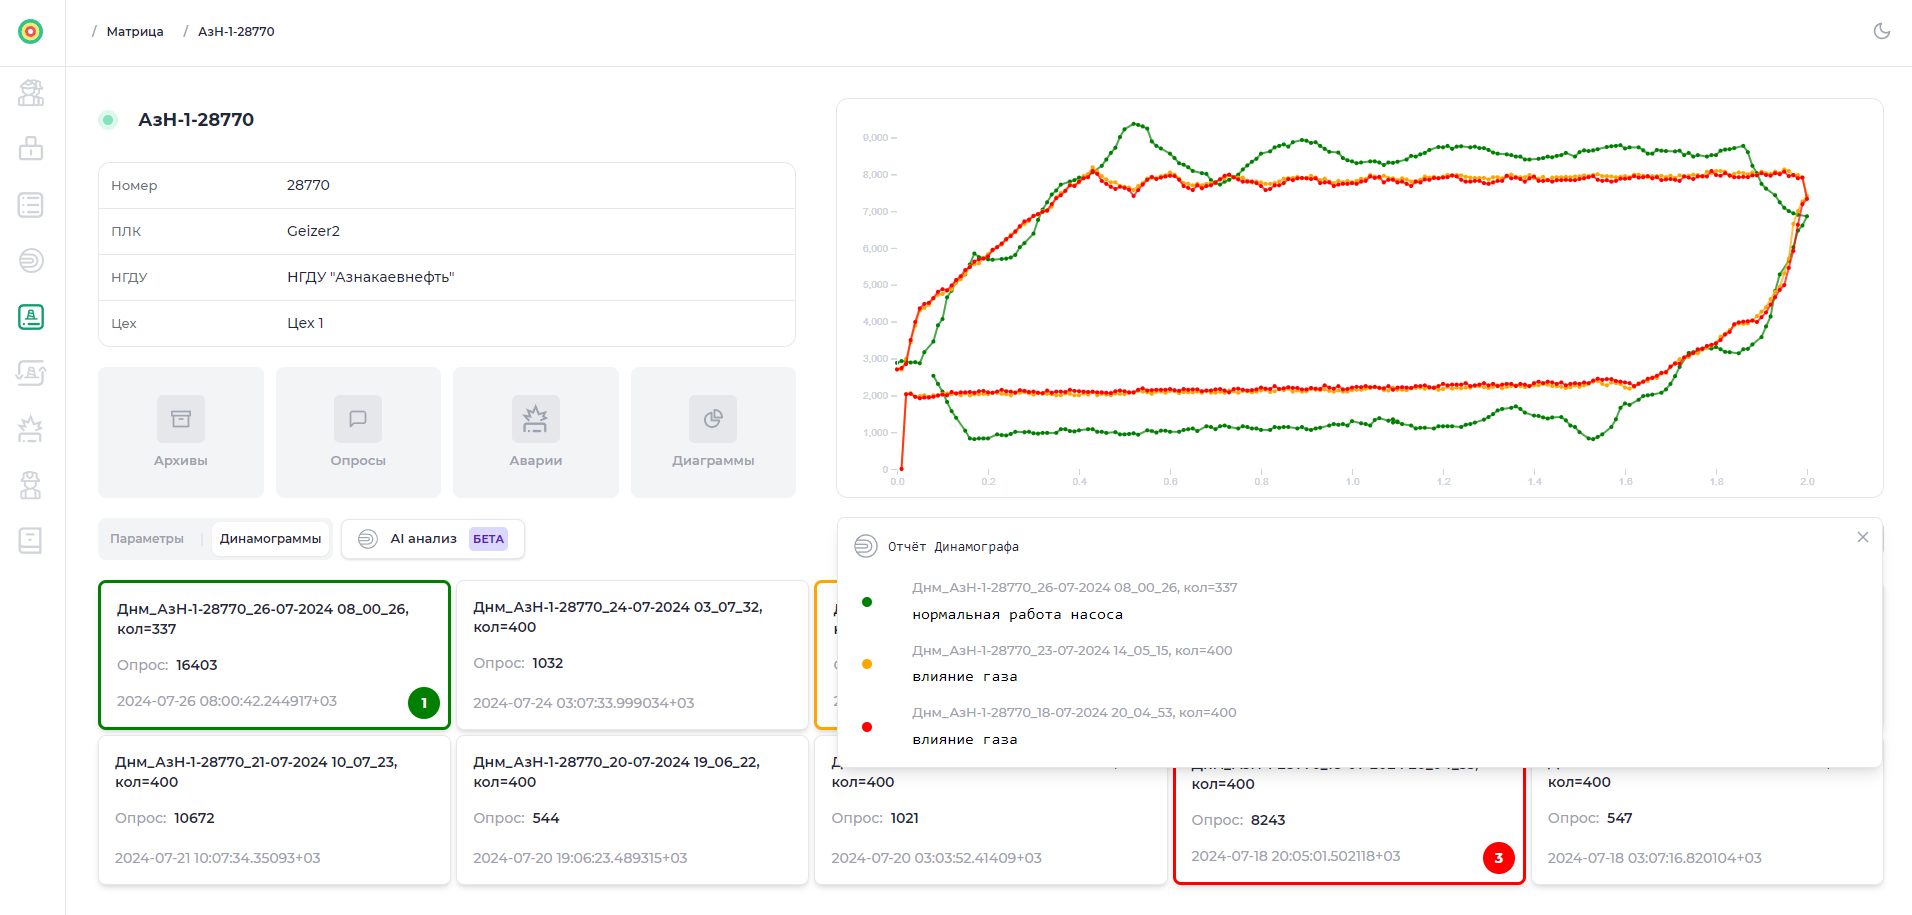 / Матрица / АзН-1-28770
АзН-1-28770
Номер 28770
ПЛК Geizer2
НГДУ НГДУ "Азнакаевнефть"
Цех Цех 1
Архивы
Опросы
Аварии
Диаграммы
9,000
8,000
7,000
6,000
5,000
4,000
3,000
2,000
1,000
0
0.0 0.2 0.4 0.6 0.8 1.0 1.2 1.4 1.6 1.8 2.0
Параметры Динамограммы AI анализ БЕТА
Отчёт Динамографа
Днм_АзН-1-28770_26-07-2024 08_00_26, кол=337
нормальная работа насоса
Днм_АзН-1-28770_23-07-2024 14_05_15, кол=400
влияние газа
Днм_АзН-1-28770_18-07-2024 20_04_53, кол=400
влияние газа
Днм_АзН-1-28770_26-07-2024 08_00_26,
кол=337
Опрос: 16403
2024-07-26 08:00:42.244917+03
1
Днм_АзН-1-28770_24-07-2024 03_07_32,
кол=400
Опрос: 1032
2024-07-24 03:07:33.999034+03
Днм_АзН-1-28770_21-07-2024 10_07_23,
кол=400
Опрос: 10672
2024-07-21 10:07:34.35093+03
Днм_АзН-1-28770_20-07-2024 19_06_22,
кол=400
Опрос: 544
2024-07-20 19:06:23.489315+03
кол=400
Опрос: 1021
2024-07-20 03:03:52.41409+03
кол=400
Опрос: 8243
2024-07-18 20:05:01.502118+03
3
кол=400
Опрос: 547
2024-07-18 03:07:16.820104+03